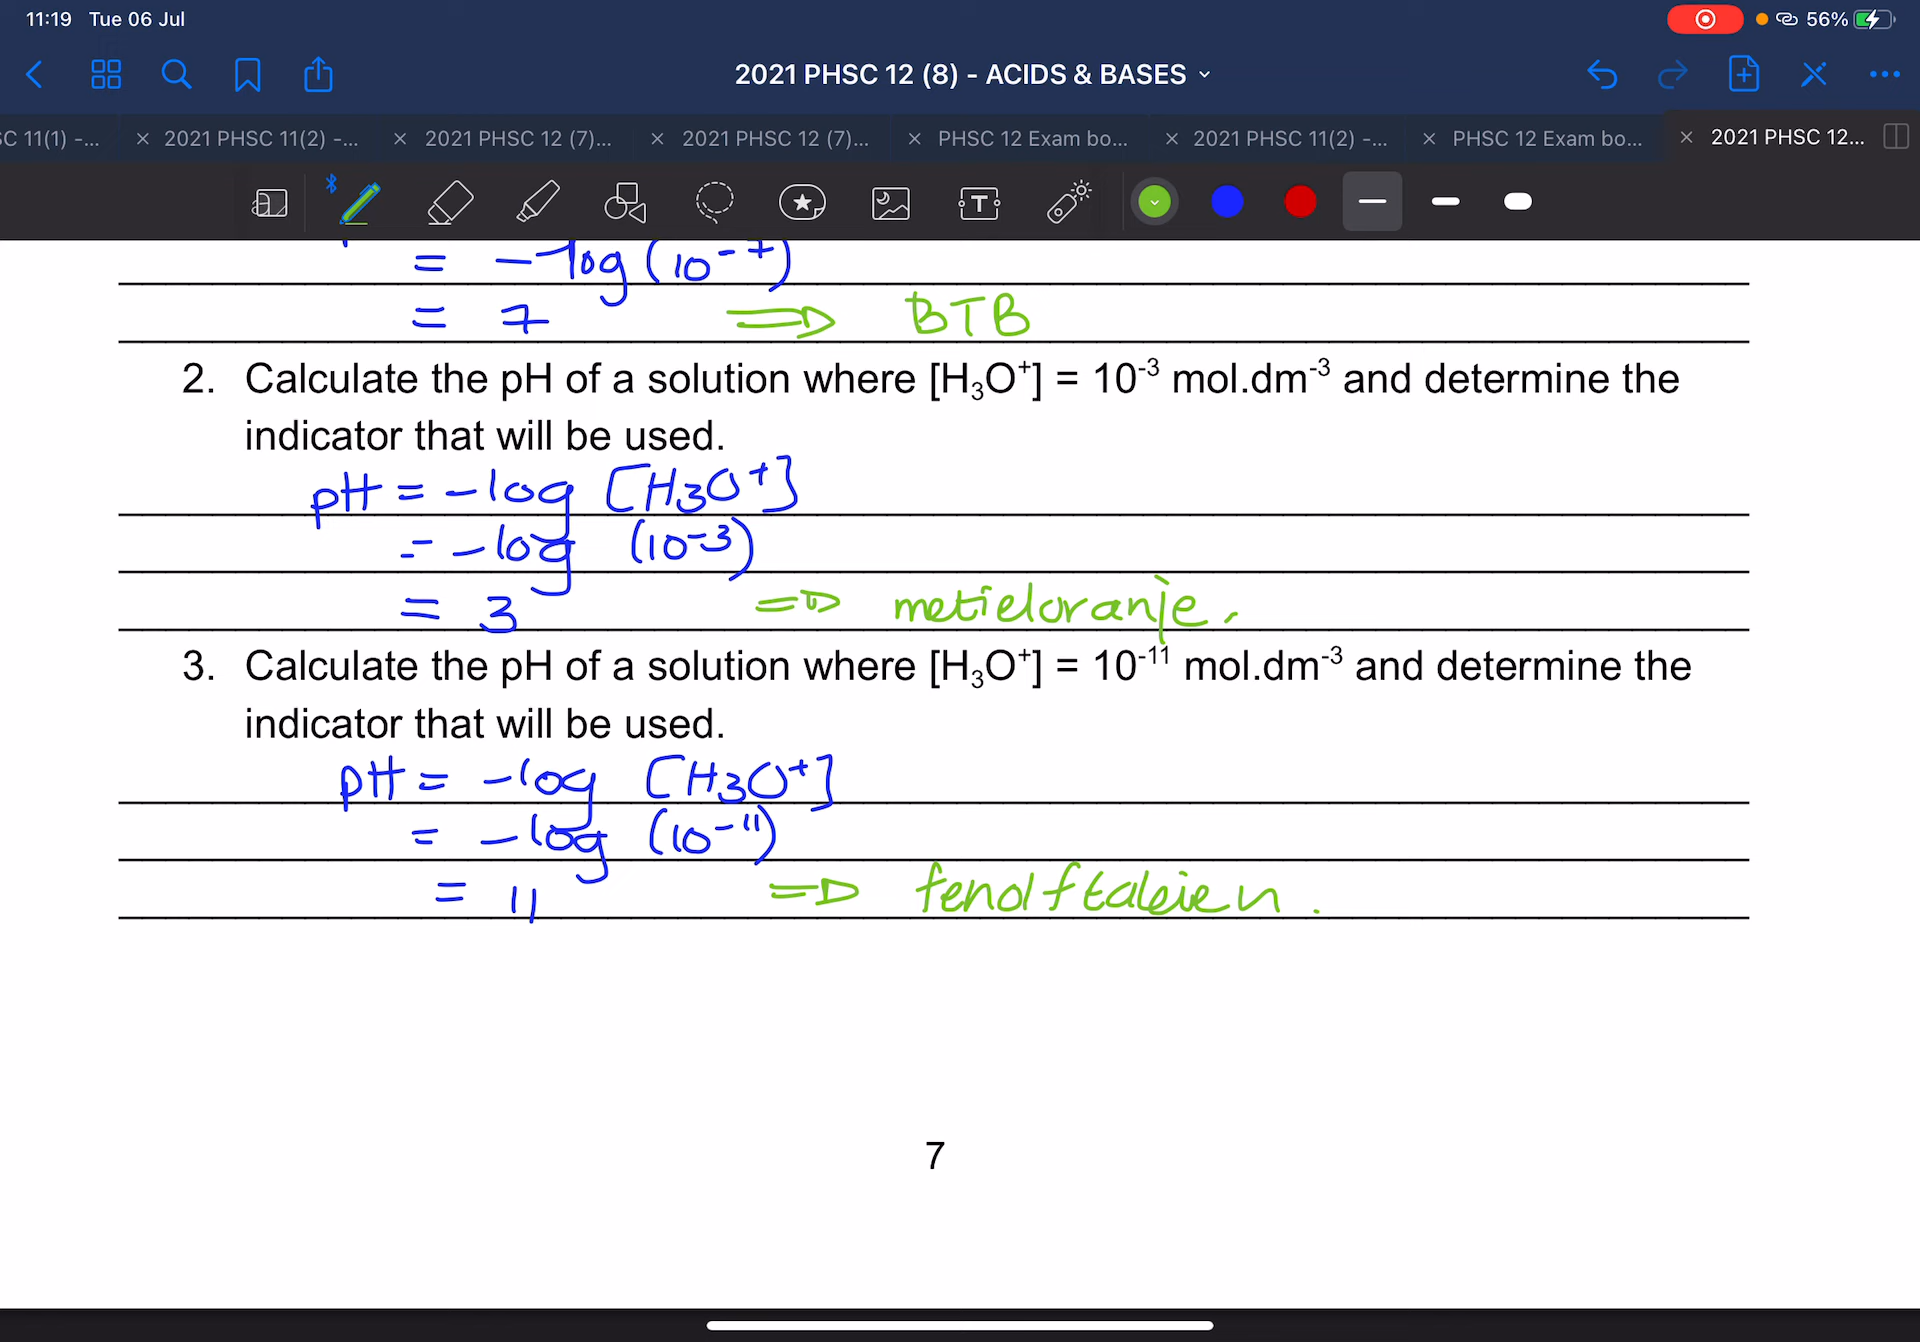 11:19 Tue 06 Jul
56%
2021 PHSC 12 (8) - ACIDS & BASES
SC 11(1) -...
2021 PHSC 11(2) -...
2021 PHSC 12 (7)...
2021 PHSC 12 (7)...
PHSC 12 Exam bo...
2021 PHSC 11(2) -...
PHSC 12 Exam bo...
2021 PHSC 12...
= -log (10⁻⁷)
= 7 ⇒ BTB
2. Calculate the pH of a solution where [H₃O⁺] = 10⁻³ mol.dm⁻³ and determine the
indicator that will be used.
pH = -log [H3O⁺]
= -log (10⁻³)
= 3 ⇒ metieloranje.
3. Calculate the pH of a solution where [H₃O⁺] = 10⁻¹¹ mol.dm⁻³ and determine the
indicator that will be used.
pH = -log [H3O⁺]
= -log (10⁻¹¹)
= 11 ⇒ fenolftaleien.
7